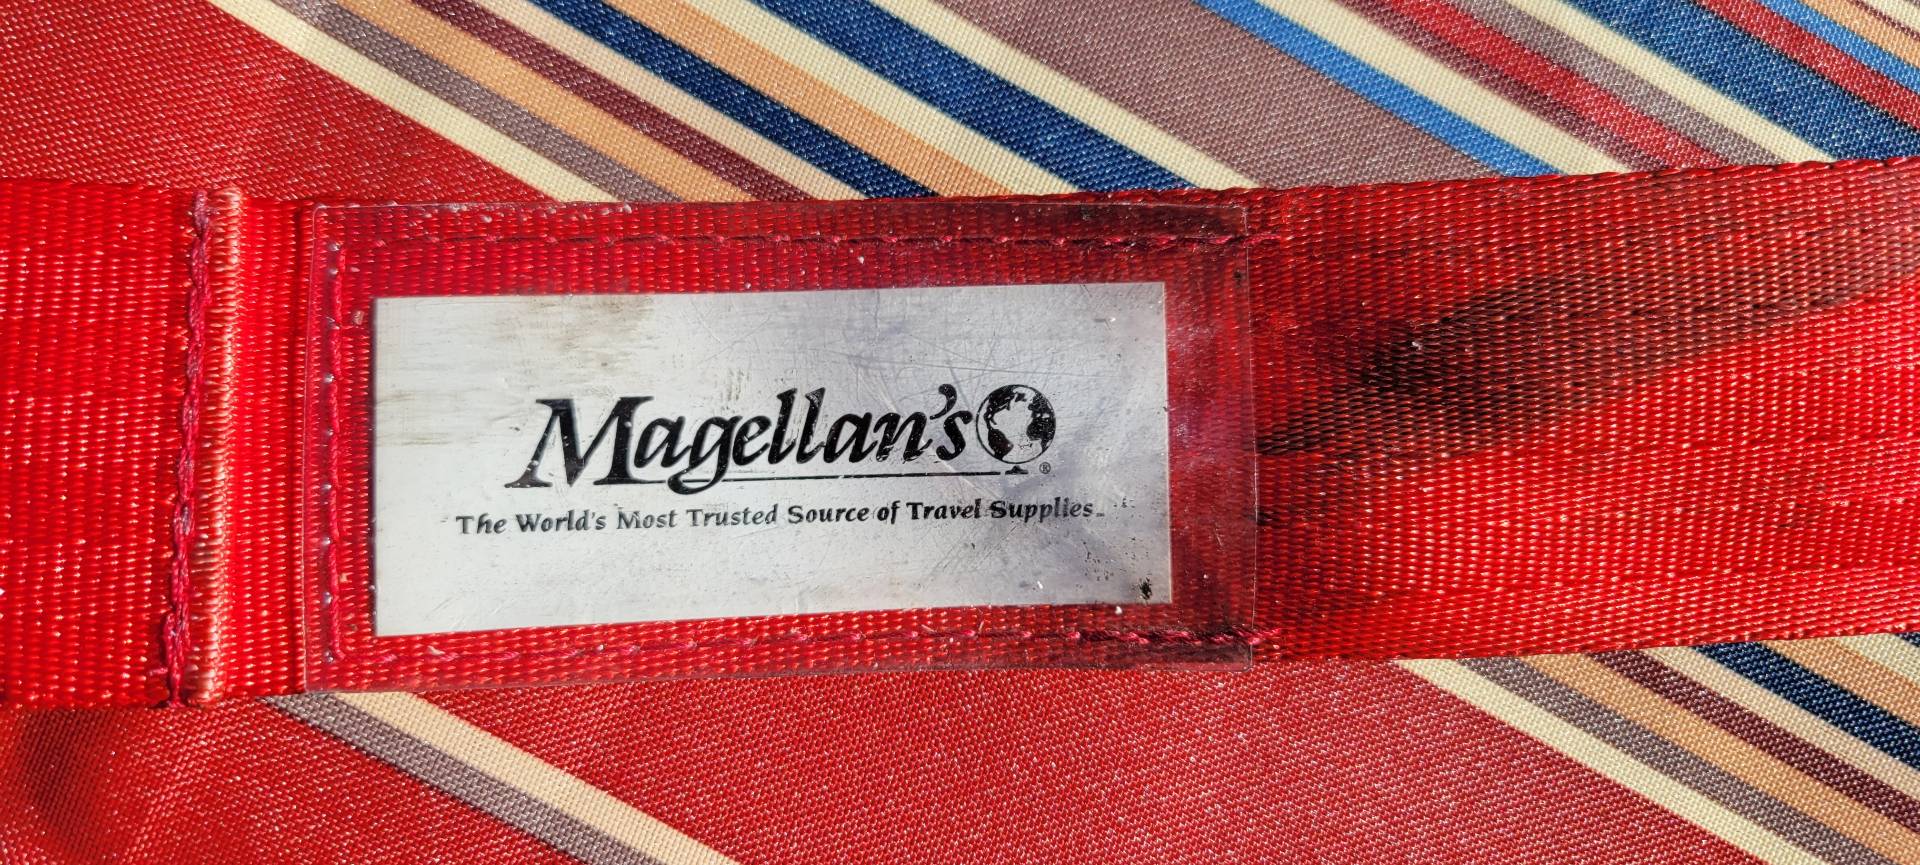 Magellan's®
The World's Most Trusted Source of Travel Supplies